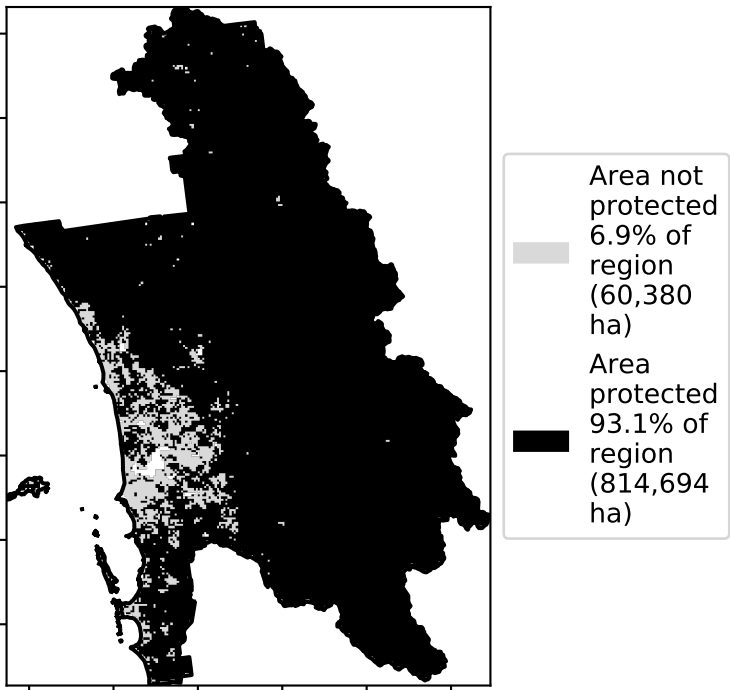 Area not
protected
6.9% of
region
(60,380
ha)
Area
protected
93.1% of
region
(814,694
ha)